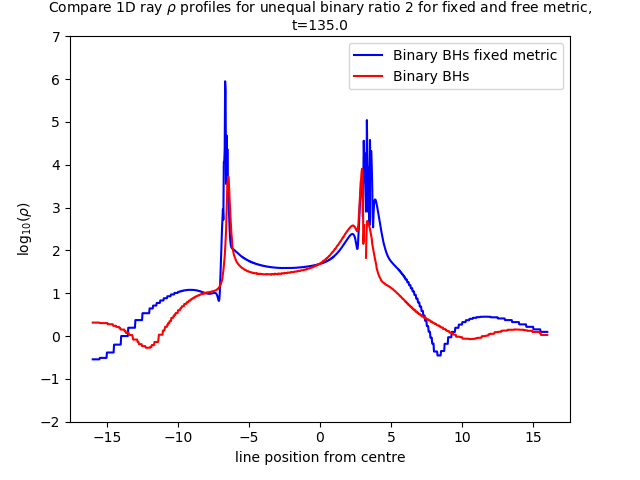 Compare 1D ray ρ profiles for unequal binary ratio 2 for fixed and free metric,
t=135.0
Binary BHs fixed metric
Binary BHs
7
6
5
4
3
2
1
0
−1
−2
log₁₀(ρ)
−15 −10 −5 0 5 10 15
line position from centre